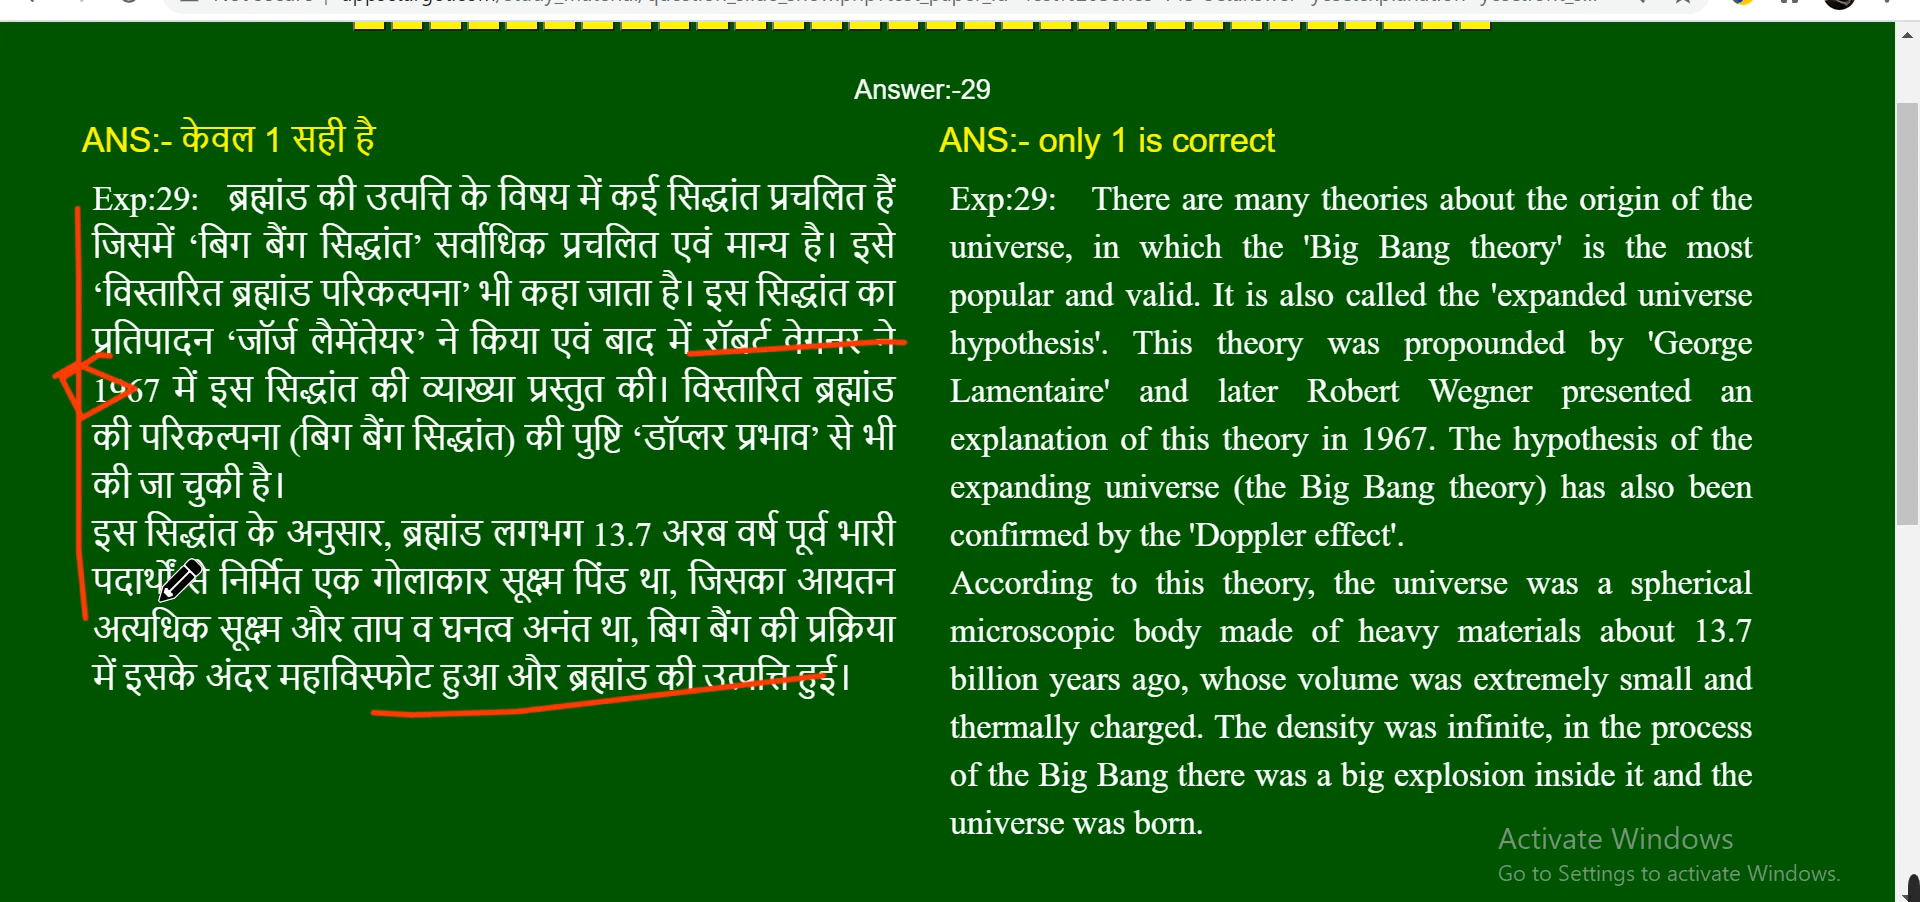 Answer:-29
ANS:- केवल 1 सही है
Exp:29: ब्रह्मांड की उत्पत्ति के विषय में कई सिद्धांत प्रचलित हैं
जिसमें ‘बिग बैंग सिद्धांत’ सर्वाधिक प्रचलित एवं मान्य है। इसे
‘विस्तारित ब्रह्मांड परिकल्पना’ भी कहा जाता है। इस सिद्धांत का
प्रतिपादन ‘जॉर्ज लैमेंतेयर’ ने किया एवं बाद में रॉबर्ट वेगनर ने
1967 में इस सिद्धांत की व्याख्या प्रस्तुत की। विस्तारित ब्रह्मांड
की परिकल्पना (बिग बैंग सिद्धांत) की पुष्टि ‘डॉप्लर प्रभाव’ से भी
की जा चुकी है।
इस सिद्धांत के अनुसार, ब्रह्मांड लगभग 13.7 अरब वर्ष पूर्व भारी
पदार्थों से निर्मित एक गोलाकार सूक्ष्म पिंड था, जिसका आयतन
अत्यधिक सूक्ष्म और ताप व घनत्व अनंत था, बिग बैंग की प्रक्रिया
में इसके अंदर महाविस्फोट हुआ और ब्रह्मांड की उत्पत्ति हुई।
ANS:- only 1 is correct
Exp:29: There are many theories about the origin of the
universe, in which the 'Big Bang theory' is the most
popular and valid. It is also called the 'expanded universe
hypothesis'. This theory was propounded by 'George
Lamentaire' and later Robert Wegner presented an
explanation of this theory in 1967. The hypothesis of the
expanding universe (the Big Bang theory) has also been
confirmed by the 'Doppler effect'.
According to this theory, the universe was a spherical
microscopic body made of heavy materials about 13.7
billion years ago, whose volume was extremely small and
thermally charged. The density was infinite, in the process
of the Big Bang there was a big explosion inside it and the
universe was born.
Activate Windows
Go to Settings to activate Windows.